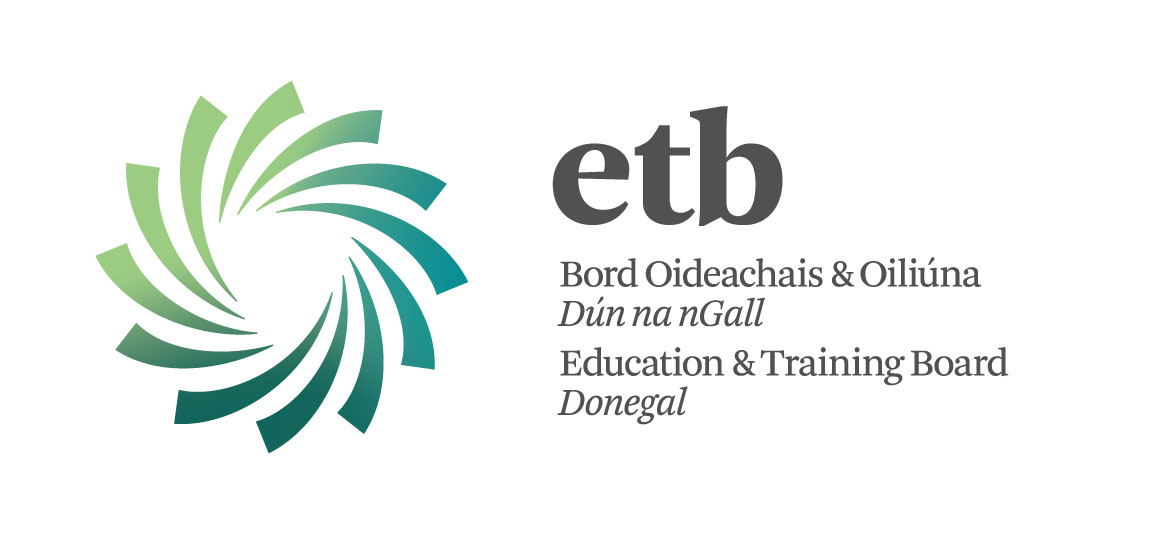 etb
Bord Oideachais & Oiliúna
Dún na nGall
Education & Training Board
Donegal